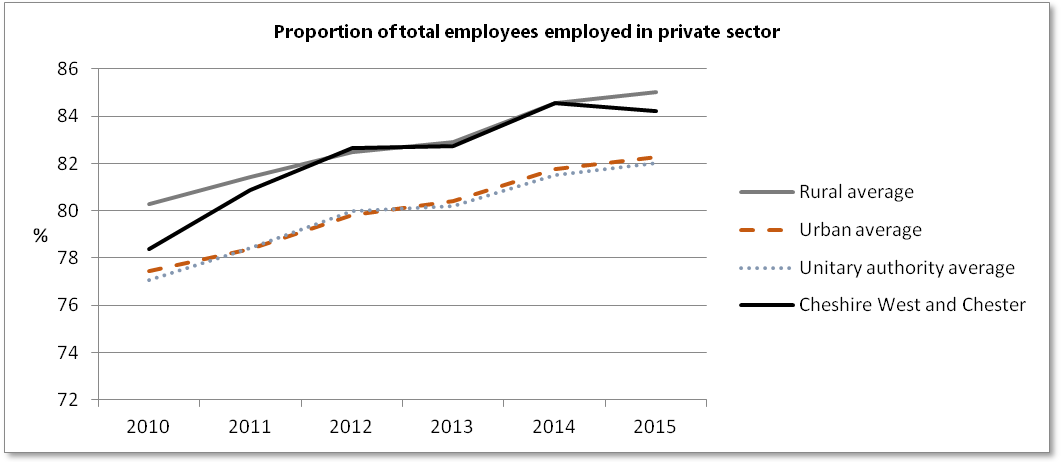 Proportion of total employees employed in private sector
86
84
82
80
78
76
74
72
%
2010 2011 2012 2013 2014 2015
Rural average
Urban average
Unitary authority average
Cheshire West and Chester